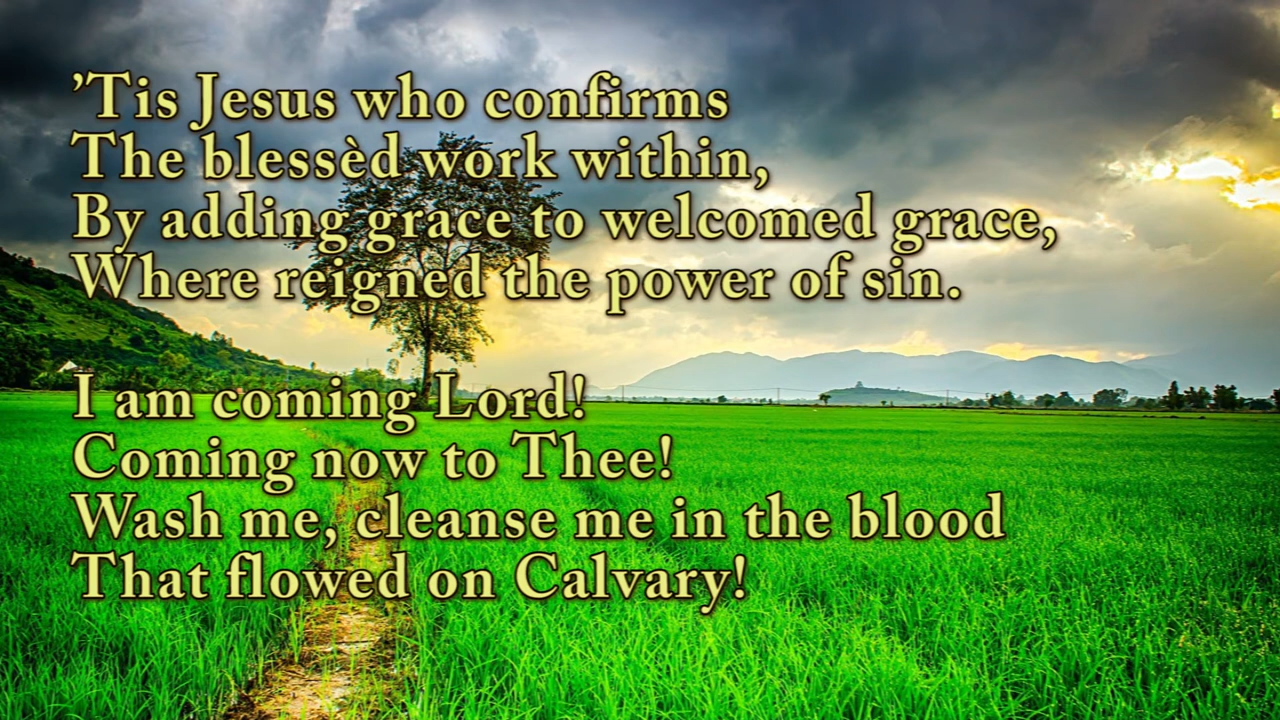 ’Tis Jesus who confirms
The blessèd work within,
By adding grace to welcomed grace,
Where reigned the power of sin.
I am coming Lord!
Coming now to Thee!
Wash me, cleanse me in the blood
That flowed on Calvary!